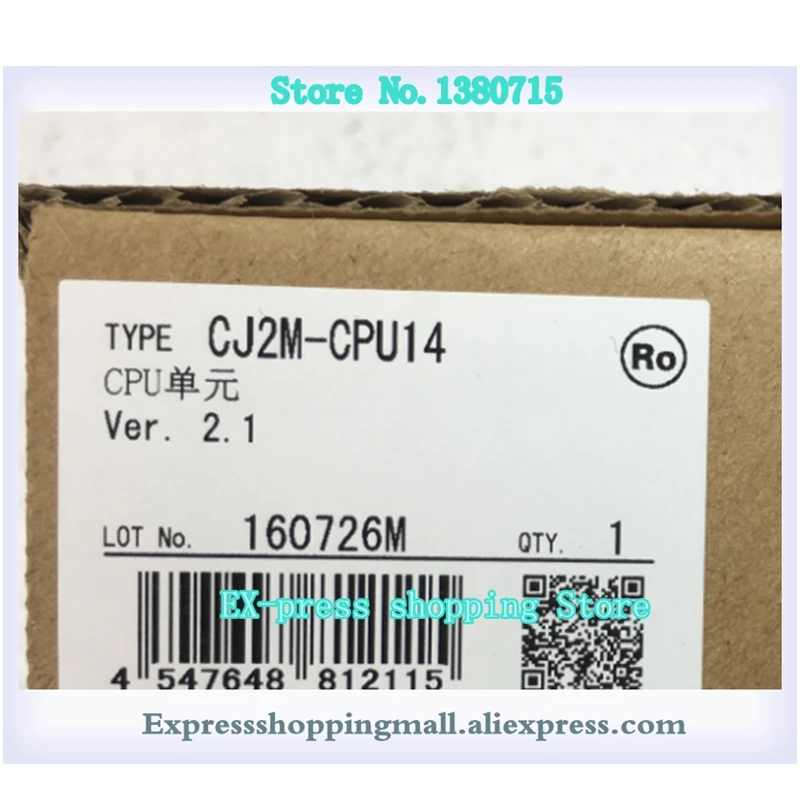 Store No.1380715
TYPE CJ2M-CPU14
Ro
CPU单元
Ver. 2.1
LOT No. 160726M QTY. 1
EX-press shopping Store
4 547648 812115
Expressshoppingmall.aliexpress.com